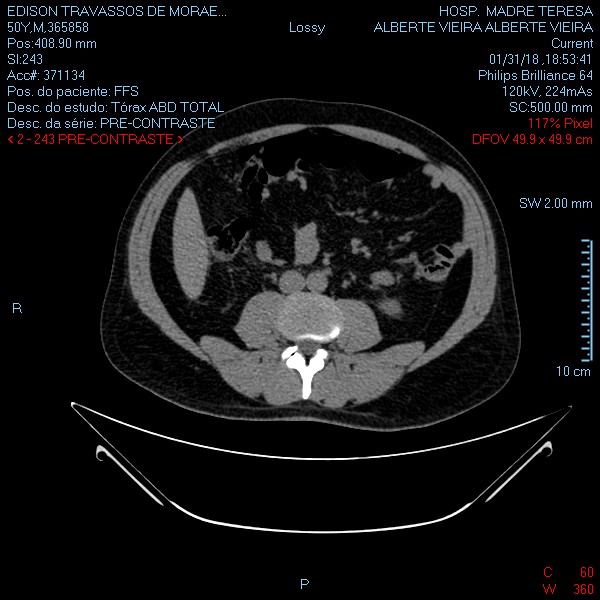 EDISON TRAVASSOS DE MORAE...
50Y,M,365858
Pos:408.90 mm
Sl:243
Acc#: 371134
Pos. do paciente: FFS
Desc. do estudo: Tórax ABD TOTAL
Desc. da série: PRE-CONTRASTE
< 2 - 243 PRE-CONTRASTE >
Lossy
HOSP. MADRE TERESA
ALBERTE VIEIRA ALBERTE VIEIRA
Current
01/31/18 ,18:53:41
Philips Brilliance 64
120kV, 224mAs
SC:500.00 mm
117% Pixel
DFOV 49.9 x 49.9 cm
SW 2.00 mm
R
10 cm
P
C 60
W 360